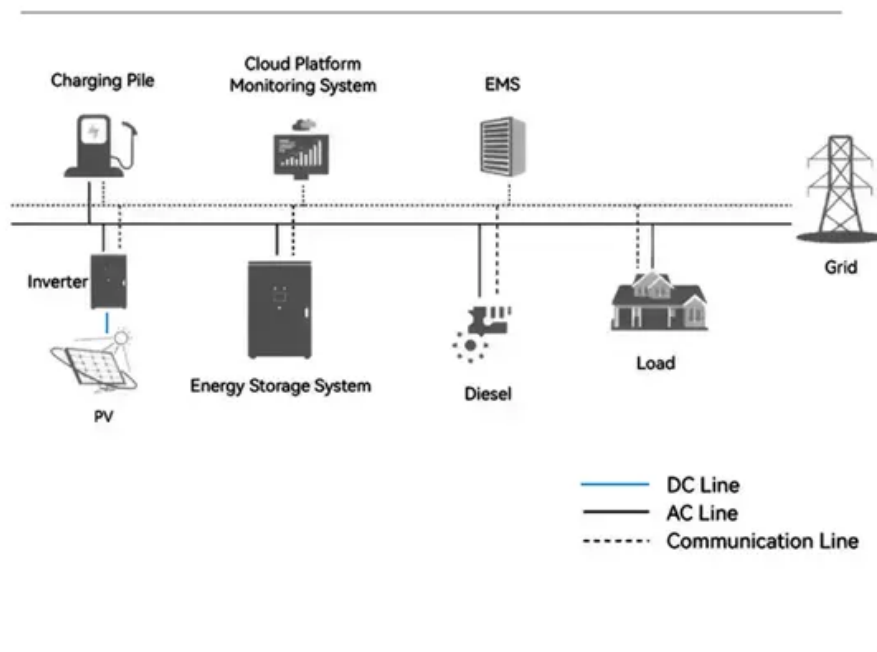 Charging Pile
Cloud Platform
Monitoring System
EMS
Inverter
Grid
PV
Energy Storage System
Diesel
Load
DC Line
AC Line
Communication Line